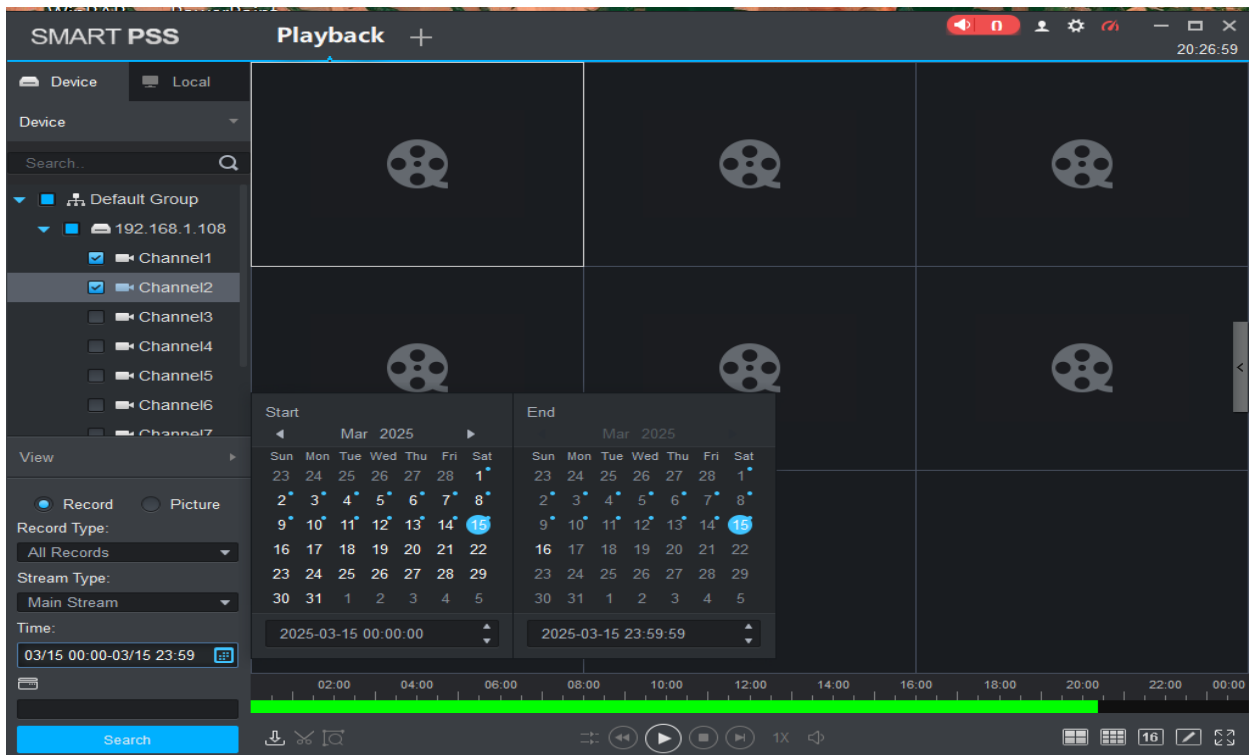 WinRAR PowerPoint
SMART PSS Playback + 0
20:26:59
Device Local
Device
Search..
Default Group
192.168.1.108
Channel1
Channel2
Channel3
Channel4
Channel5
Channel6
Channel7
View
Record Picture
Record Type:
All Records
Stream Type:
Main Stream
Time:
03/15 00:00-03/15 23:59
Search
Start
Mar 2025
Sun Mon Tue Wed Thu Fri Sat
23 24 25 26 27 28 1
2 3 4 5 6 7 8
9 10 11 12 13 14 15
16 17 18 19 20 21 22
23 24 25 26 27 28 29
30 31 1 2 3 4 5
2025-03-15 00:00:00
End
Mar 2025
Sun Mon Tue Wed Thu Fri Sat
23 24 25 26 27 28 1
2 3 4 5 6 7 8
9 10 11 12 13 14 15
16 17 18 19 20 21 22
23 24 25 26 27 28 29
30 31 1 2 3 4 5
2025-03-15 23:59:59
02:00 04:00 06:00 08:00 10:00 12:00 14:00 16:00 18:00 20:00 22:00 00:00
1X 16